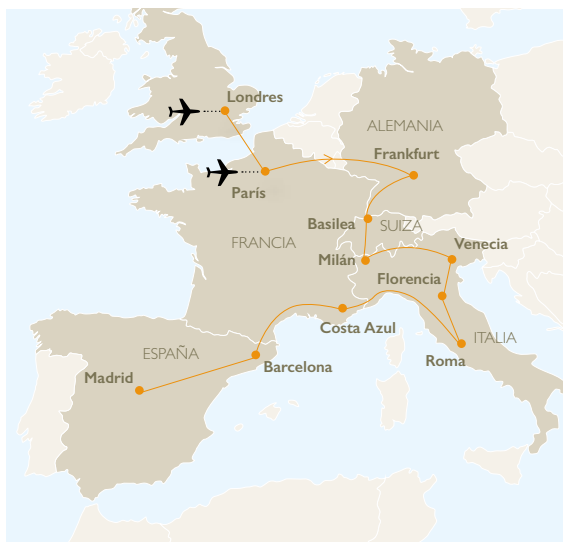 Londres
ALEMANIA
Frankfurt
París
Basilea
SUIZA
FRANCIA
Venecia
Milán
Florencia
Costa Azul
ITALIA
ESPAÑA
Roma
Barcelona
Madrid